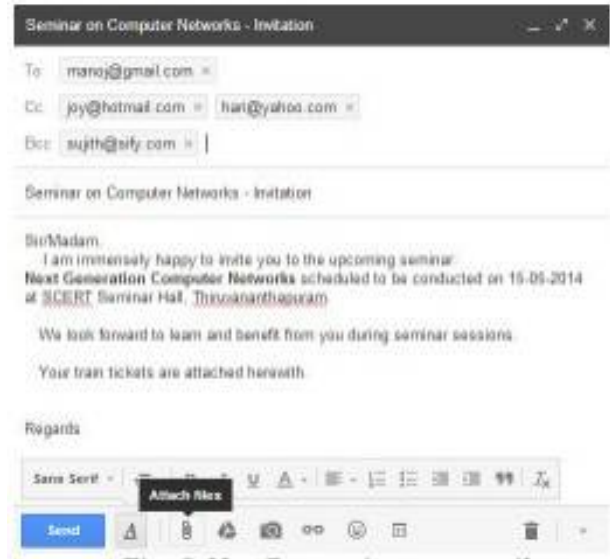 Seminar on Computer Networks - Invitation
To manoj@gmail.com ×
Cc joy@hotmail.com × hari@yahoo.com ×
Bcc sujith@sify.com ×
Seminar on Computer Networks - Invitation
Sir/Madam,
I am immensely happy to invite you to the upcoming seminar
Next Generation Computer Networks scheduled to be conducted on 15-05-2014
at SCERT Seminar Hall, Thiruvananthapuram
We look forward to learn and benefit from you during seminar sessions.
Your train tickets are attached herewith.
Regards
Sans Serif
Attach files
Send